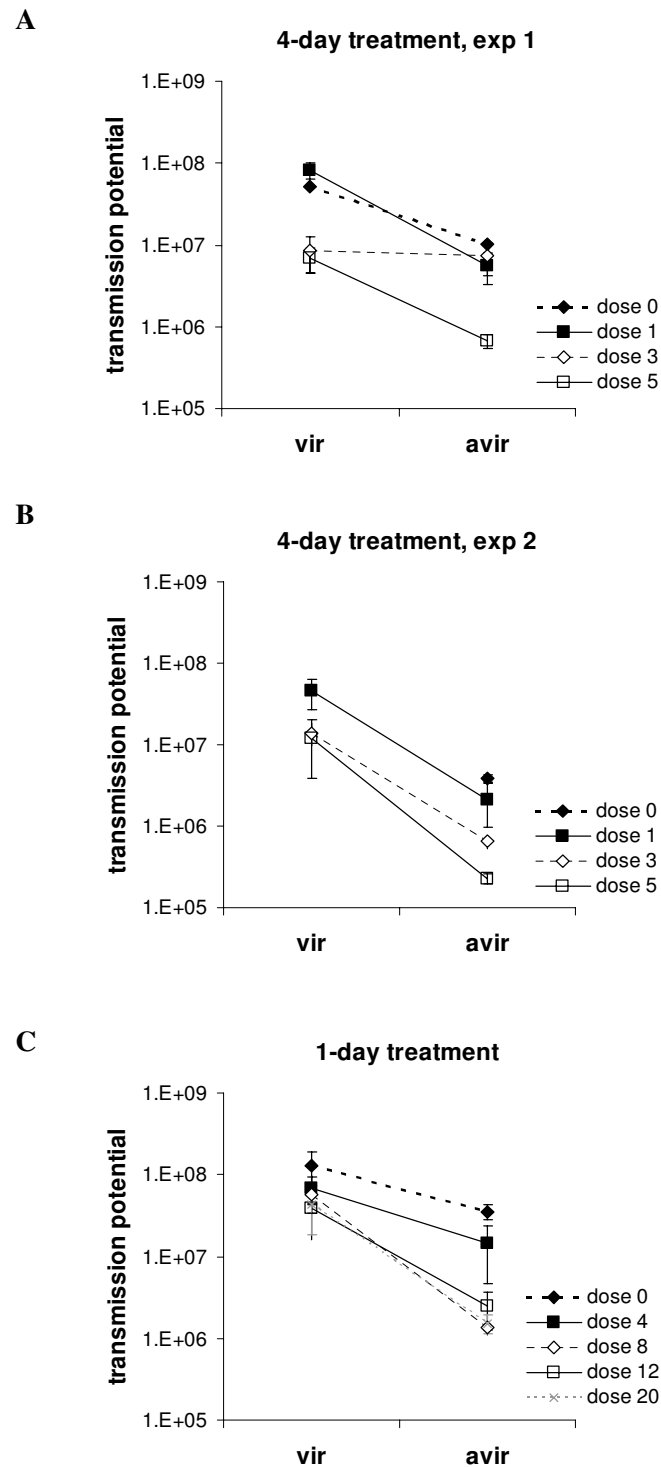 A
4-day treatment, exp 1
transmission potential
1.E+09
1.E+08
1.E+07
1.E+06
1.E+05
vir
avir
dose 0
dose 1
dose 3
dose 5
B
4-day treatment, exp 2
transmission potential
1.E+09
1.E+08
1.E+07
1.E+06
1.E+05
vir
avir
dose 0
dose 1
dose 3
dose 5
C
1-day treatment
transmission potential
1.E+09
1.E+08
1.E+07
1.E+06
1.E+05
vir
avir
dose 0
dose 4
dose 8
dose 12
dose 20